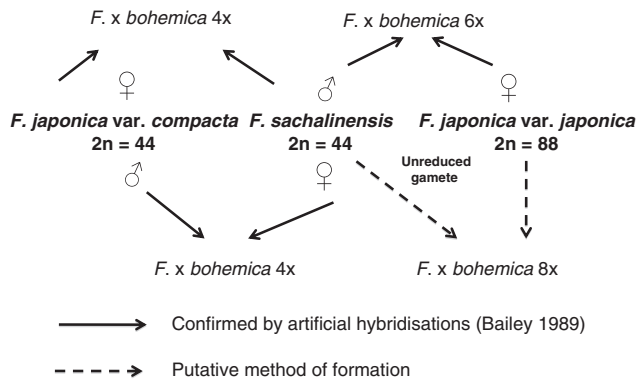 F. x bohemica 4x
F. x bohemica 6x
♀ ♂ ♀
F. japonica var. compacta F. sachalinensis F. japonica var. japonica
2n = 44 2n = 44 2n = 88
Unreduced
gamete
♂ ♀
F. x bohemica 4x F. x bohemica 8x
Confirmed by artificial hybridisations (Bailey 1989)
Putative method of formation